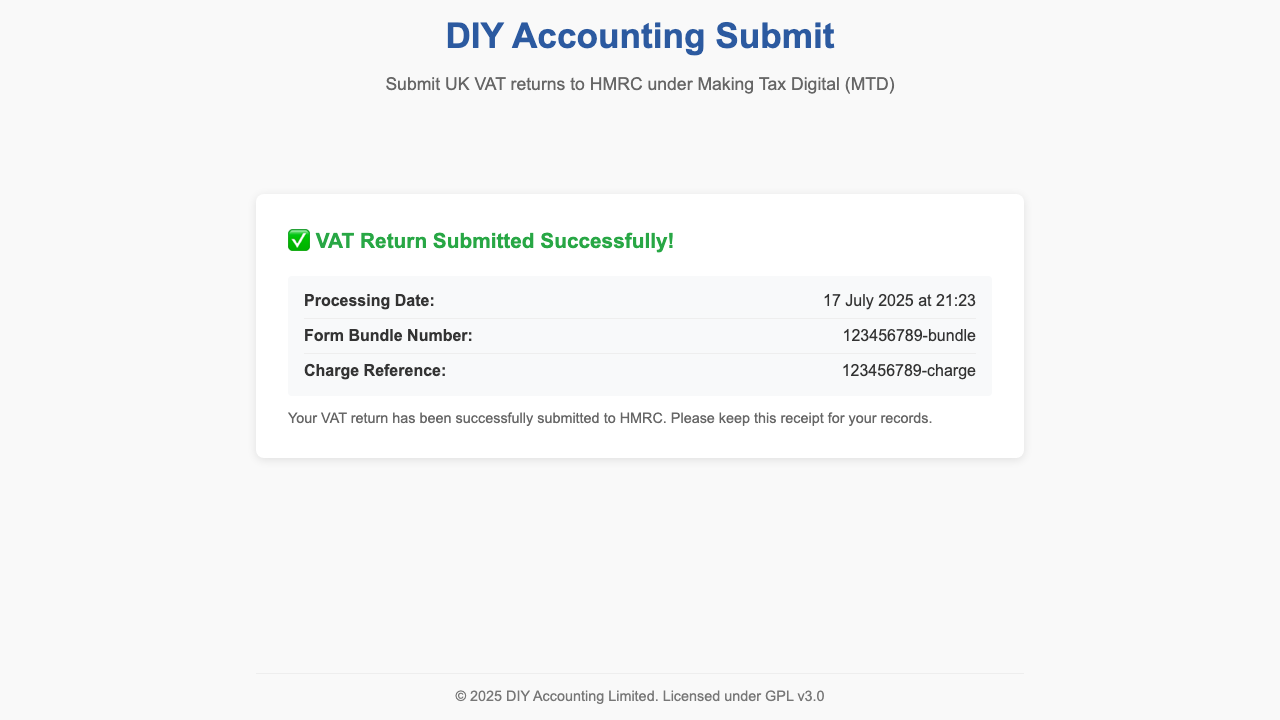 DIY Accounting Submit
Submit UK VAT returns to HMRC under Making Tax Digital (MTD)
✅ VAT Return Submitted Successfully!
Processing Date: 17 July 2025 at 21:23
Form Bundle Number: 123456789-bundle
Charge Reference: 123456789-charge
Your VAT return has been successfully submitted to HMRC. Please keep this receipt for your records.
© 2025 DIY Accounting Limited. Licensed under GPL v3.0